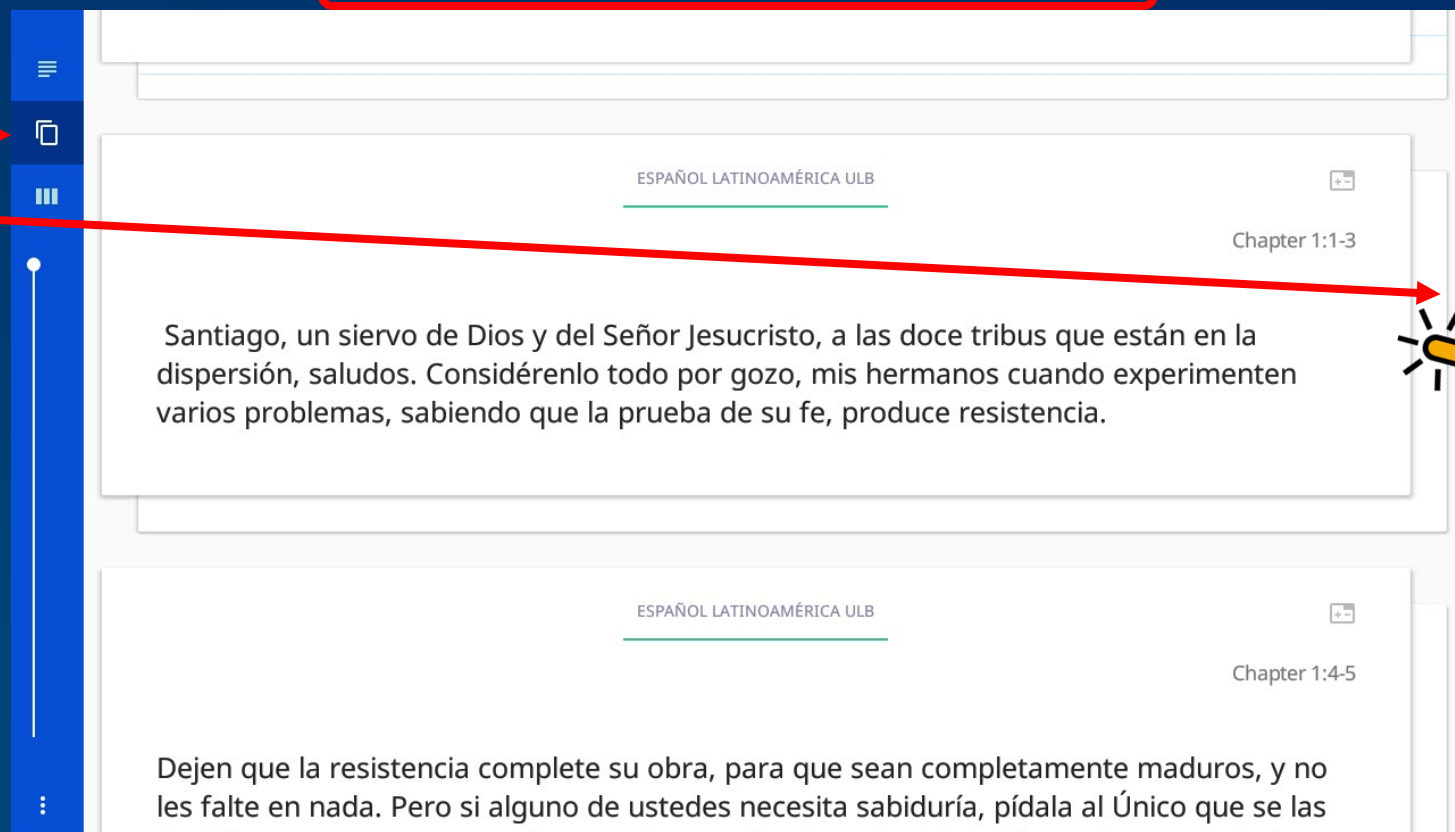 ESPAÑOL LATINOAMÉRICA ULB
Chapter 1:1-3
Santiago, un siervo de Dios y del Señor Jesucristo, a las doce tribus que están en la
dispersión, saludos. Considérenlo todo por gozo, mis hermanos cuando experimenten
varios problemas, sabiendo que la prueba de su fe, produce resistencia.
ESPAÑOL LATINOAMÉRICA ULB
Chapter 1:4-5
Dejen que la resistencia complete su obra, para que sean completamente maduros, y no
les falte en nada. Pero si alguno de ustedes necesita sabiduría, pídala al Único que se las